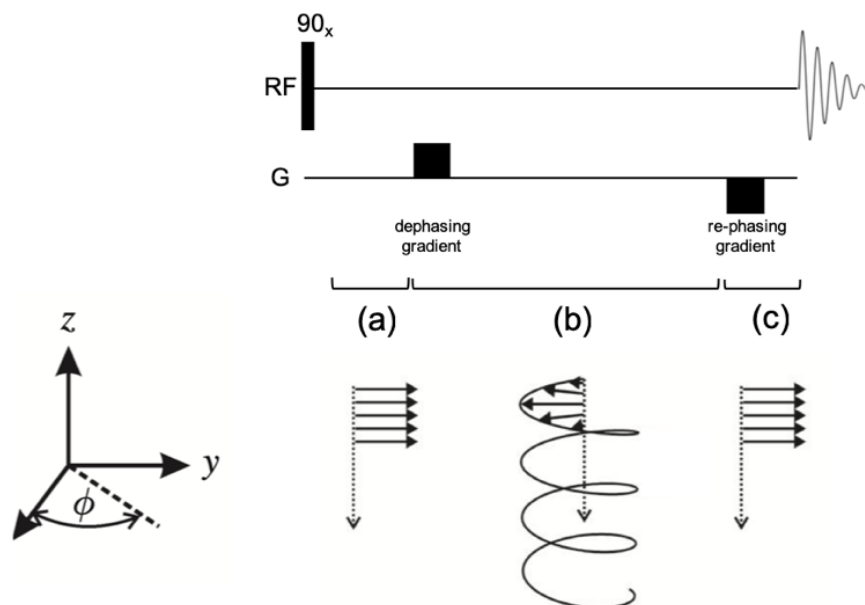 90x
RF
G
dephasing
gradient
re-phasing
gradient
(a)
(b)
(c)
z
y
ϕ